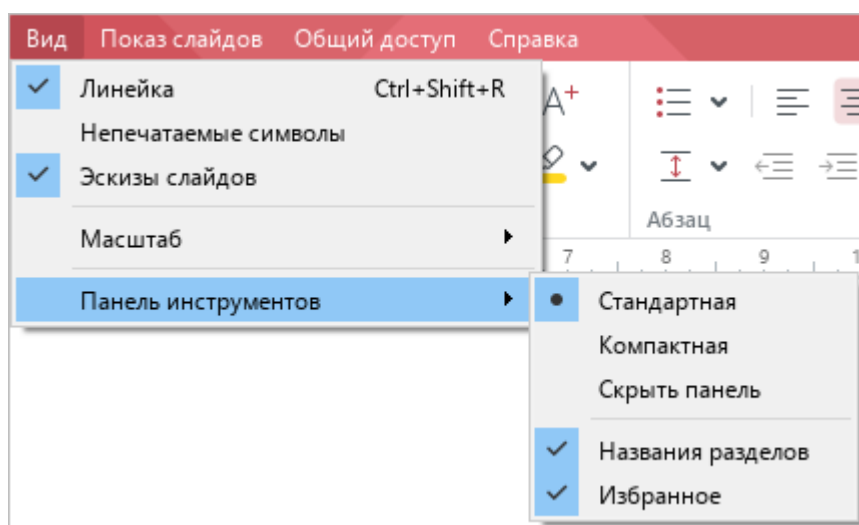 Вид Показ слайдов Общий доступ Справка
Линейка Ctrl+Shift+R
Непечатаемые символы
Эскизы слайдов
Масштаб
Панель инструментов
A+
Абзац
7 8 9 1
Стандартная
Компактная
Скрыть панель
Названия разделов
Избранное